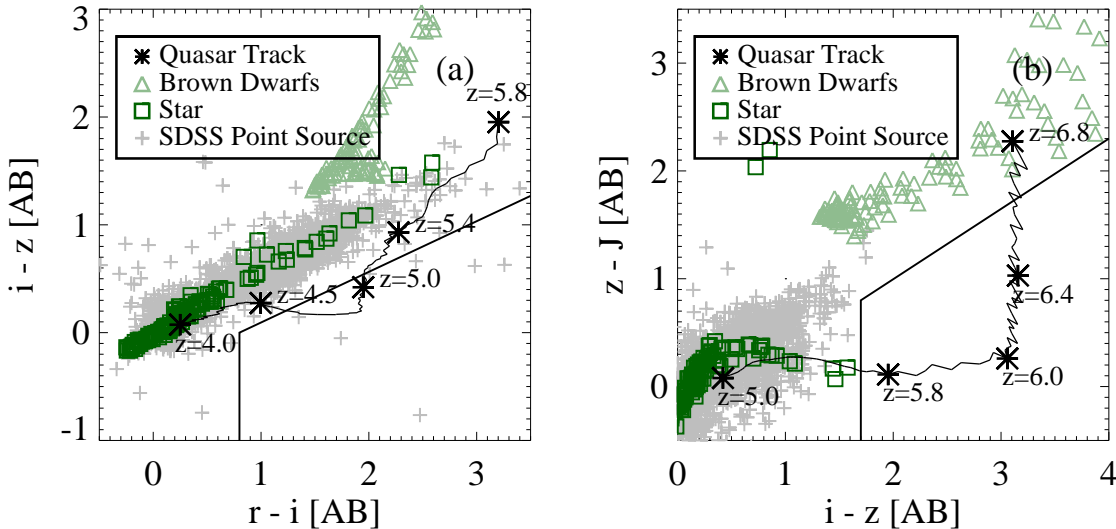 3
2
1
0
-1
i - z [AB]
Quasar Track
Brown Dwarfs
Star
SDSS Point Source
(a)
z=5.8
z=5.4
z=5.0
z=4.5
z=4.0
0
1
2
3
r - i [AB]
3
2
1
0
z - J [AB]
Quasar Track
Brown Dwarfs
Star
SDSS Point Source
(b)
z=6.8
z=6.4
z=6.0
z=5.8
z=5.0
0
1
2
3
4
i - z [AB]